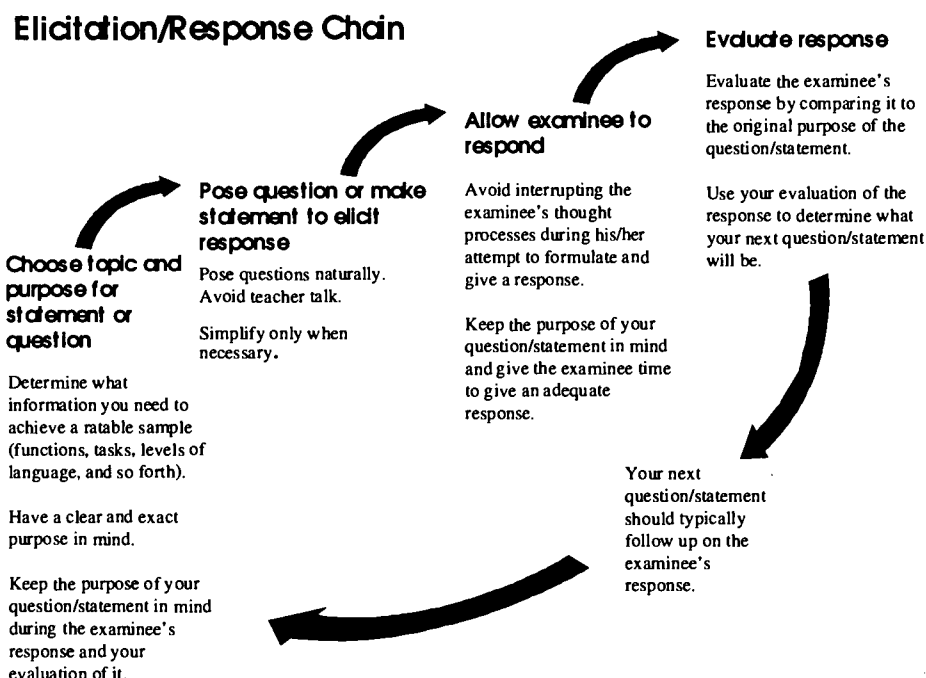 Elicitation/Response Chain
Choose topic and
purpose for
statement or
question
Determine what
information you need to
achieve a ratable sample
(functions, tasks, levels of
language, and so forth).
Have a clear and exact
purpose in mind.
Keep the purpose of your
question/statement in mind
during the examinee's
response and your
evaluation of it.
Pose question or make
statement to elicit
response
Pose questions naturally.
Avoid teacher talk.
Simplify only when
necessary.
Allow examinee to
respond
Avoid interrupting the
examinee's thought
processes during his/her
attempt to formulate and
give a response.
Keep the purpose of your
question/statement in mind
and give the examinee time
to give an adequate
response.
Evaluate response
Evaluate the examinee's
response by comparing it to
the original purpose of the
question/statement.
Use your evaluation of the
response to determine what
your next question/statement
will be.
Your next
question/statement
should typically
follow up on the
examinee's
response.